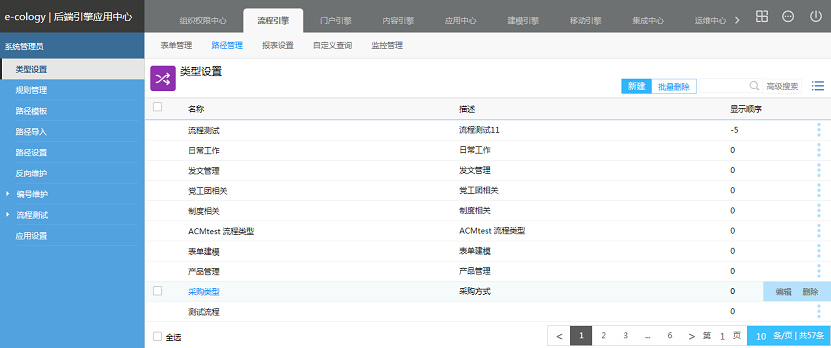 e-cology | 后端引擎应用中心
组织权限中心 流程引擎 门户引擎 内容引擎 应用中心 建模引擎 移动引擎 集成中心 运维中心
系统管理员
表单管理 路径管理 报表设置 自定义查询 监控管理
类型设置
规则管理
路径模板
路径导入
路径设置
反向维护
编号维护
流程测试
应用设置
类型设置
新建 批量删除 高级搜索
名称 描述 显示顺序
流程测试 流程测试11 -5
日常工作 日常工作 0
发文管理 发文管理 0
党工团相关 党工团相关 0
制度相关 制度相关 0
ACMtest 流程类型 ACMtest 流程类型 0
表单建模 表单建模 0
产品管理 产品管理 0
采购类型 采购方式 0 编辑 删除
测试流程 0
全选
< 1 2 3 ... 6 > 第 1 页 10 条/页 | 共57条